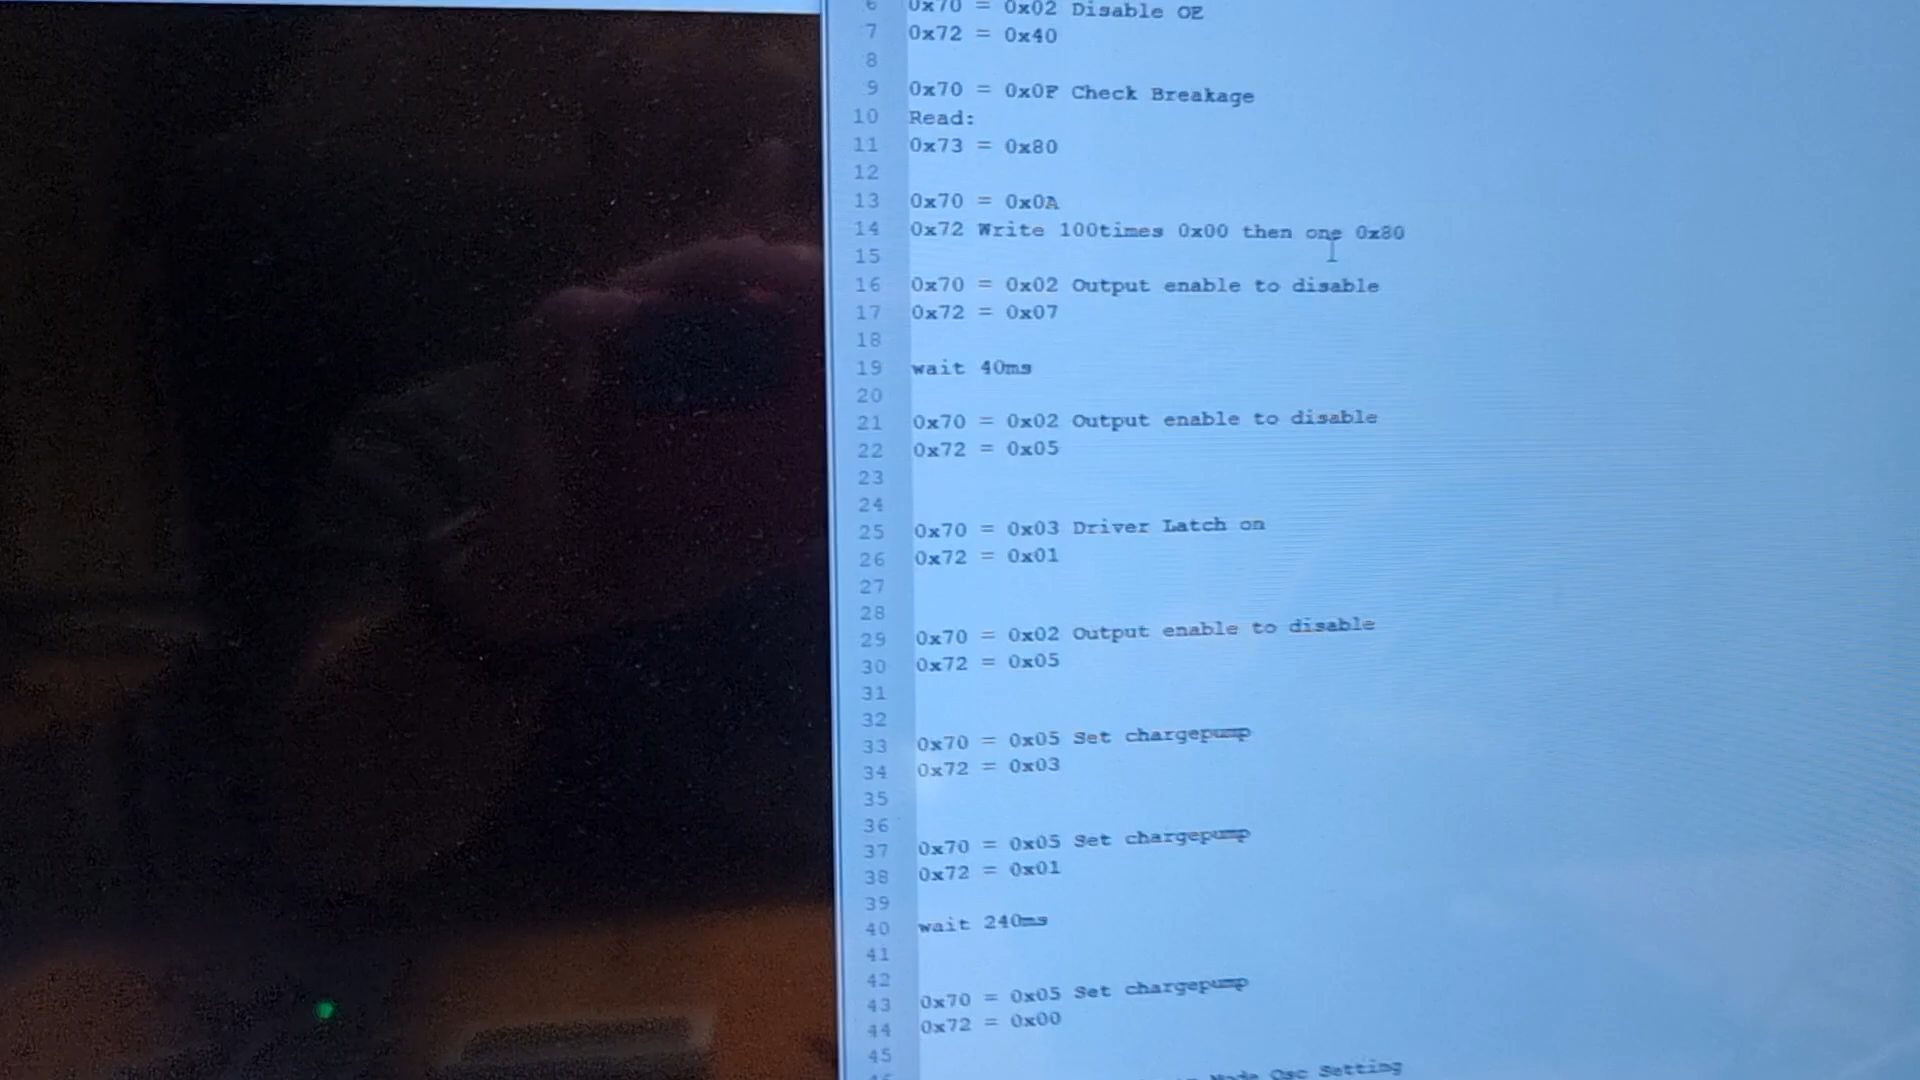 6 0x70 = 0x02 Disable OE
7 0x72 = 0x40
8
9 0x70 = 0x0F Check Breakage
10 Read:
11 0x73 = 0x80
12
13 0x70 = 0x0A
14 0x72 Write 100times 0x00 then one 0x80
15
16 0x70 = 0x02 Output enable to disable
17 0x72 = 0x07
18
19 wait 40ms
20
21 0x70 = 0x02 Output enable to disable
22 0x72 = 0x05
23
24
25 0x70 = 0x03 Driver Latch on
26 0x72 = 0x01
27
28
29 0x70 = 0x02 Output enable to disable
30 0x72 = 0x05
31
32
33 0x70 = 0x05 Set chargepump
34 0x72 = 0x03
35
36
37 0x70 = 0x05 Set chargepump
38 0x72 = 0x01
39
40 wait 240ms
41
42
43 0x70 = 0x05 Set chargepump
44 0x72 = 0x00
45
Osc Setting